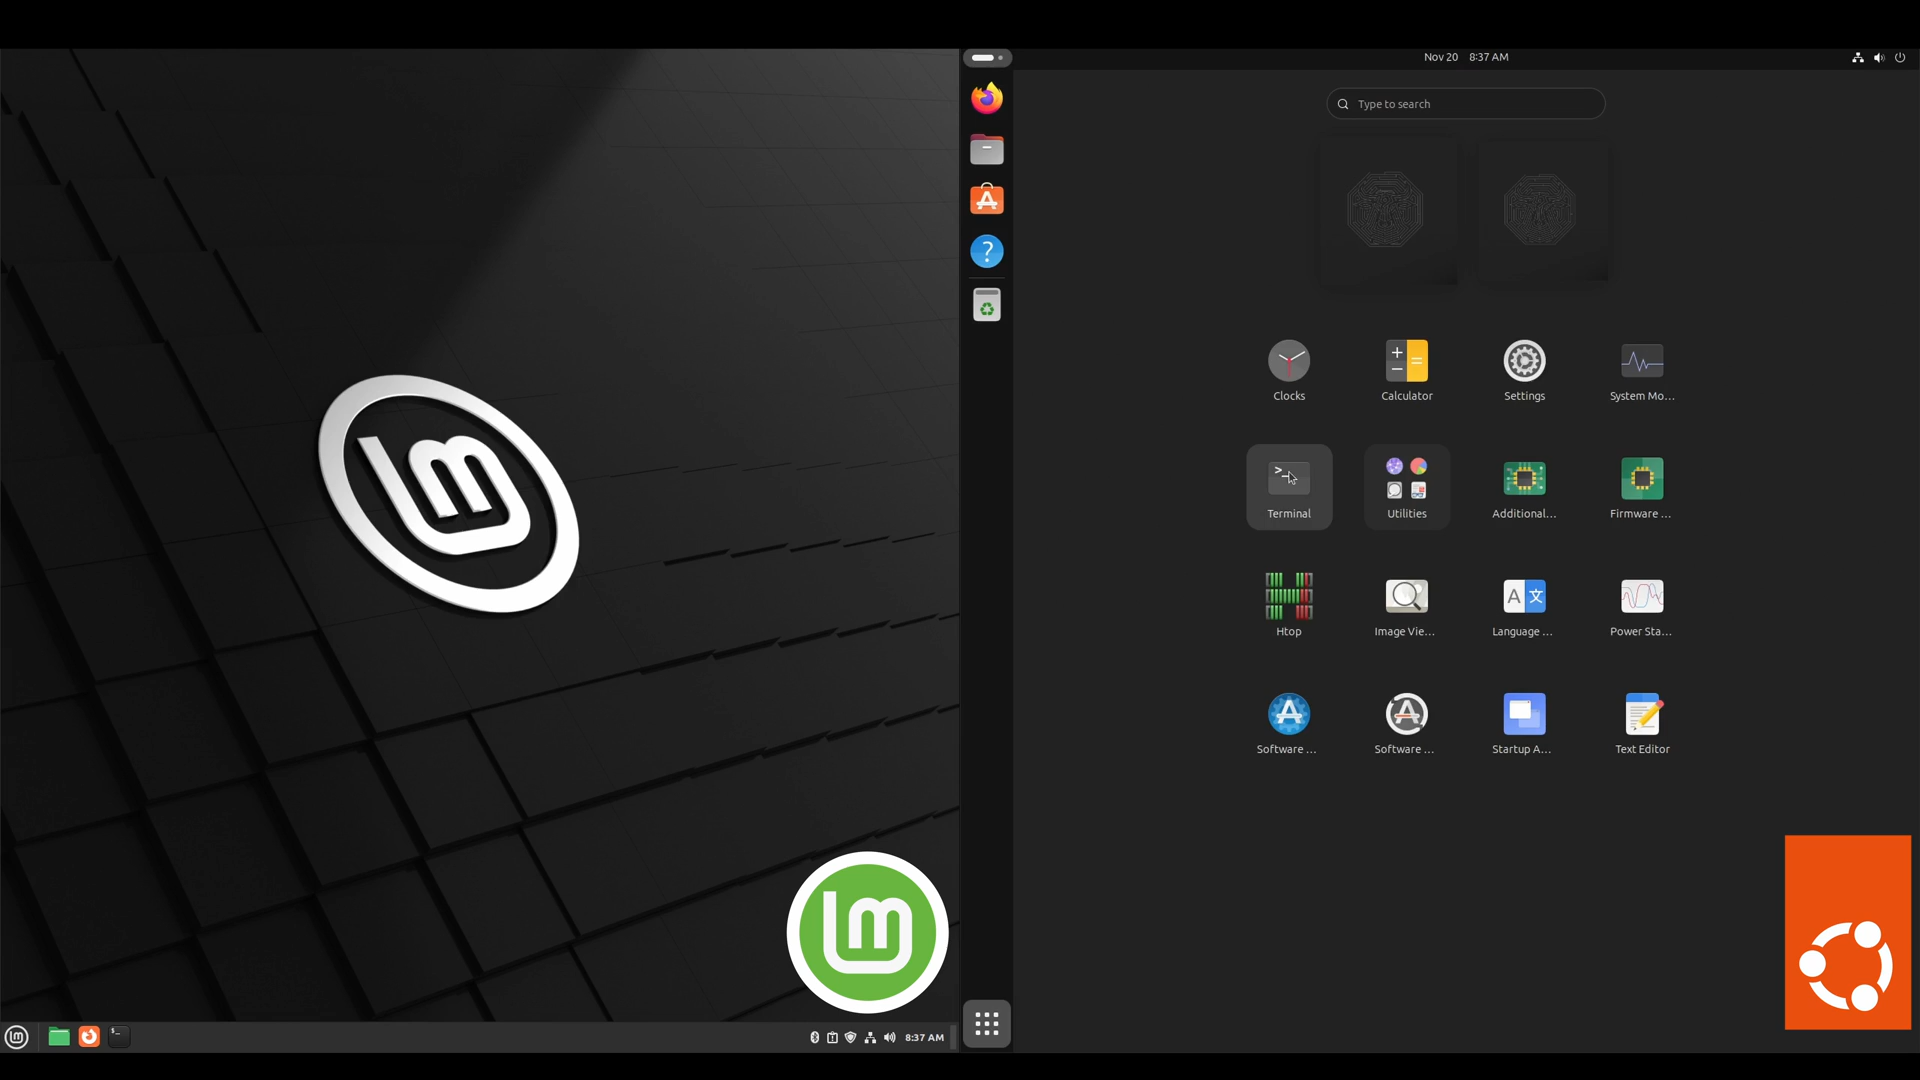 8:37 AM
Nov 20 8:37 AM
Type to search
Clocks
Calculator
Settings
System Mo...
Terminal
Utilities
Additional...
Firmware ...
Htop
Image Vie...
Language ...
Power Sta...
Software ...
Software ...
Startup A...
Text Editor